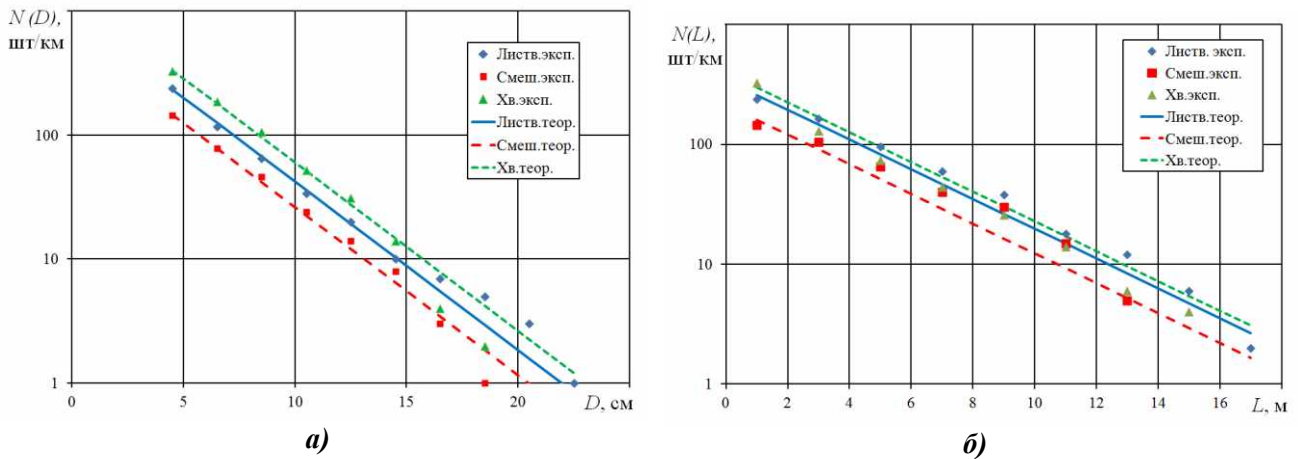 N (D),
шт/км
100
10
1
0
5
10
15
20
D, см
Листв.эксп.
Смеш.эксп.
Хв.эксп.
Листв.теор.
Смеш.теор.
Хв.теор.
а)
N(L),
шт/км
100
10
1
0
2
4
6
8
10
12
14
16
L, м
Листв. эксп.
Смеш.эксп.
Хв.эксп.
Листв.теор.
Смеш.теор.
Хв.теор.
б)